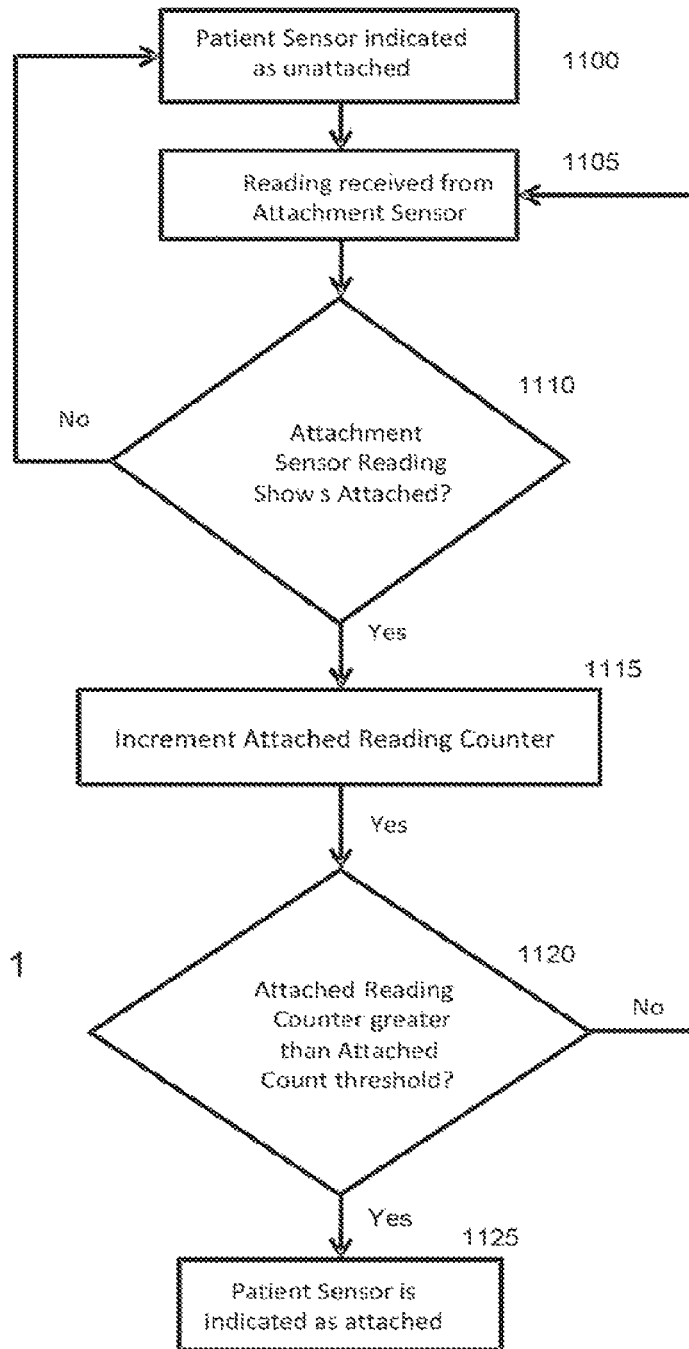 Patient Sensor indicated
as unattached
1100
Reading received from
Attachment Sensor
1105
1110
No
Attachment
Sensor Reading
Show s Attached?
Yes
1115
Increment Attached Reading Counter
Yes
1
1120
Attached Reading
Counter greater
than Attached
Count threshold?
No
Yes
1125
Patient Sensor is
indicated as attached